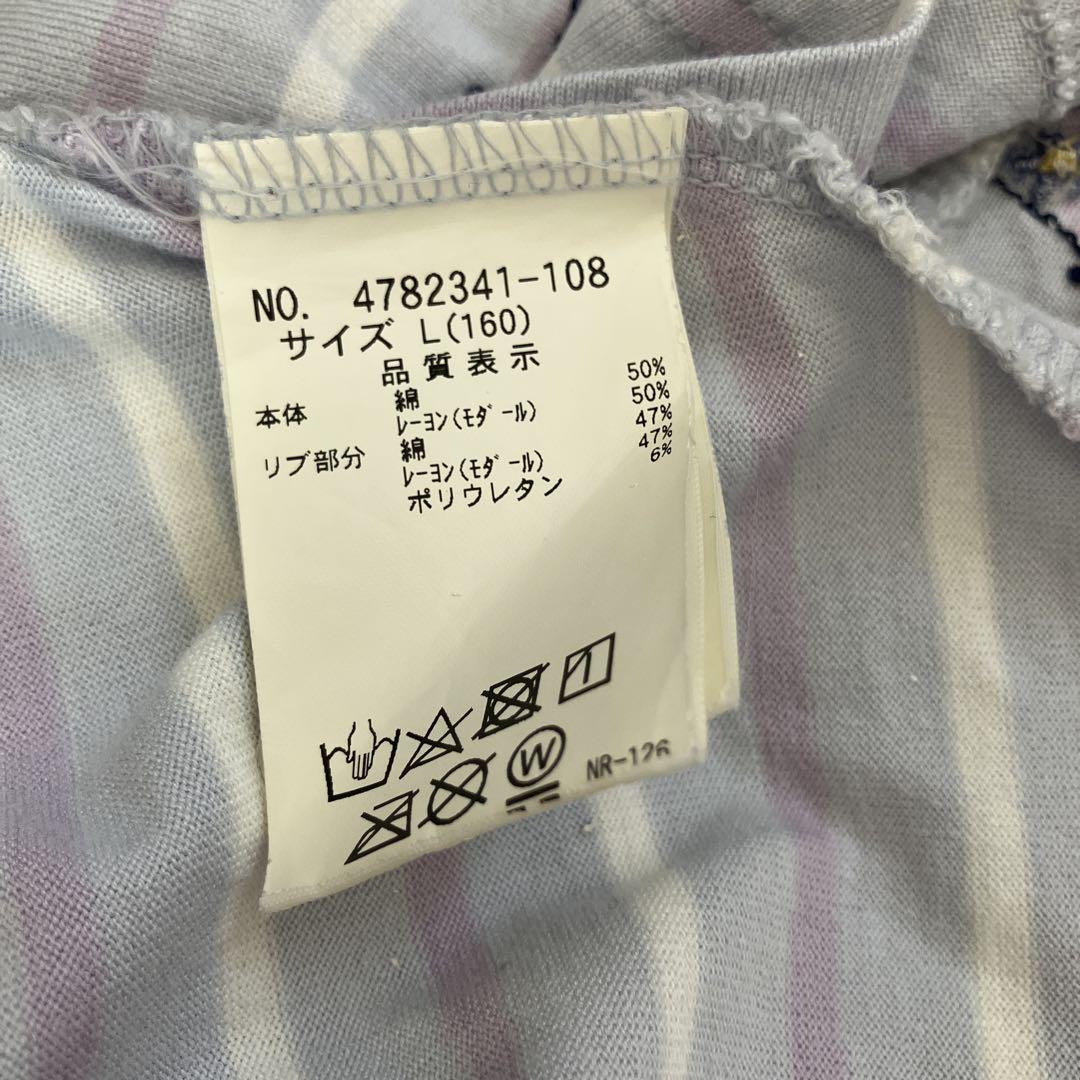 NO. 4782341-108
サイズ L(160)
品質表示
本体 綿 50%
レーヨン(モダール) 50%
リブ部分 綿 47%
レーヨン(モダール) 47%
ポリウレタン 6%
W
NR-126